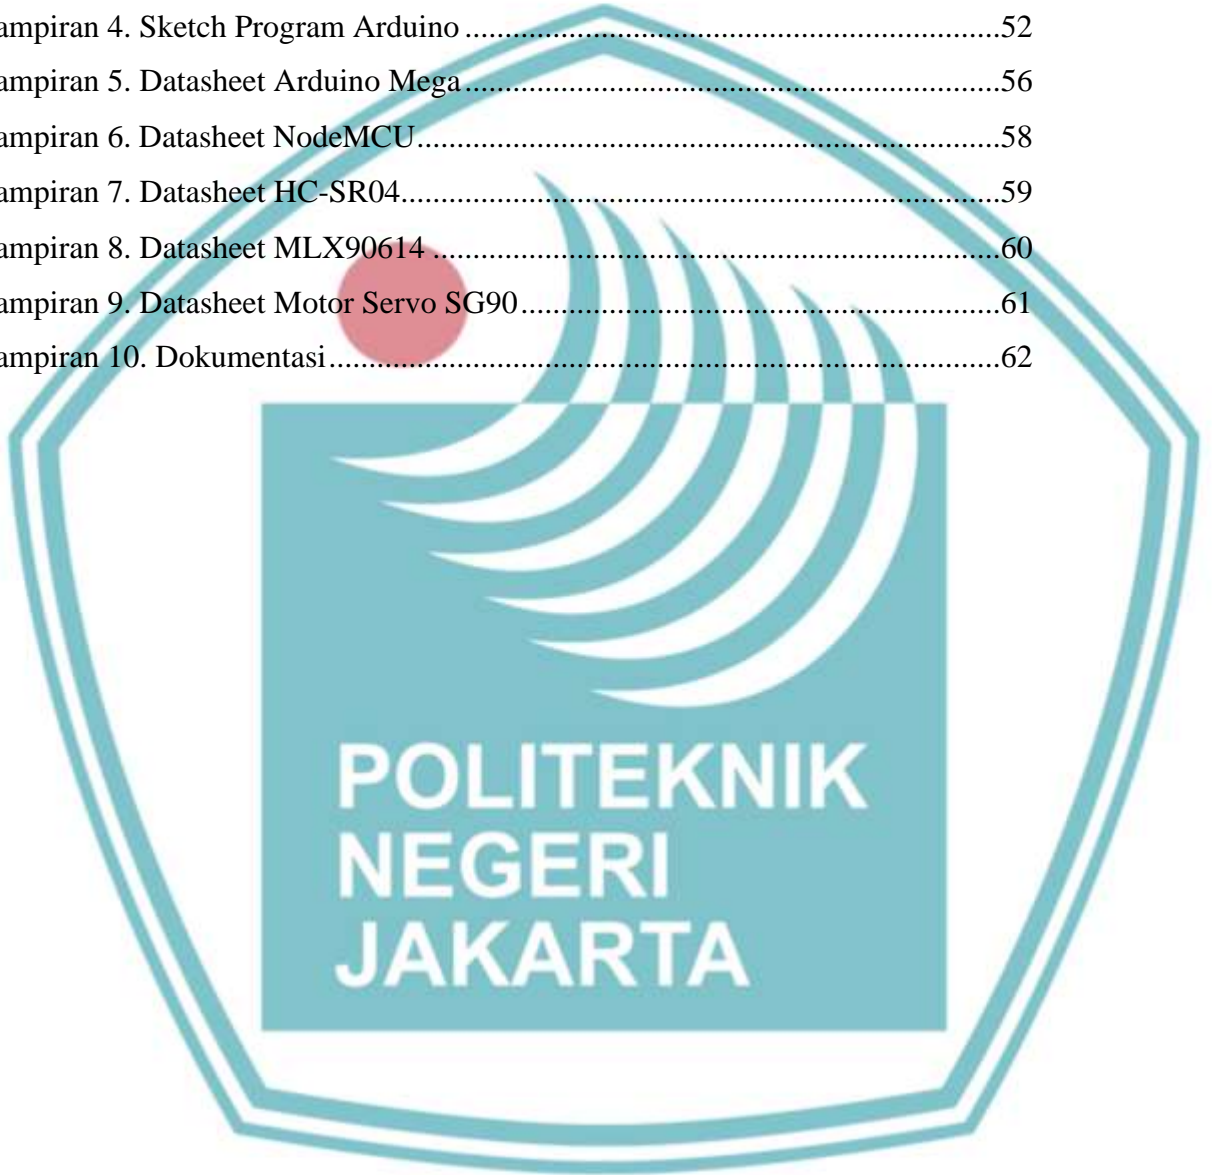 ampiran 4. Sketch Program Arduino ....................................................................52
ampiran 5. Datasheet Arduino Mega ....................................................................56
ampiran 6. Datasheet NodeMCU ..........................................................................58
ampiran 7. Datasheet HC-SR04............................................................................59
ampiran 8. Datasheet MLX90614 ........................................................................60
ampiran 9. Datasheet Motor Servo SG90.............................................................61
ampiran 10. Dokumentasi .....................................................................................62
POLITEKNIK
NEGERI
JAKARTA